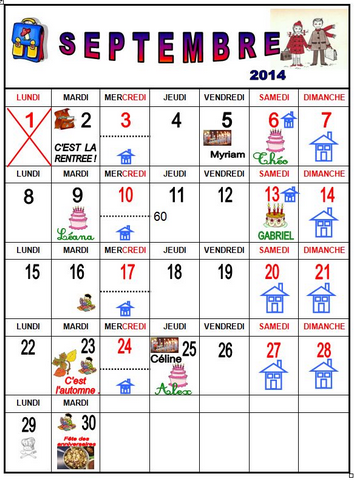 SEPTEMBRE
2014
LUNDI MARDI MERCREDI JEUDI VENDREDI SAMEDI DIMANCHE
1 2 3 4 5 6 7
C'EST LA
RENTREE !
Myriam
Théo
LUNDI MARDI MERCREDI JEUDI VENDREDI SAMEDI DIMANCHE
8 9 10 11 12 13 14
60
Léana
GABRIEL
LUNDI MARDI MERCREDI JEUDI VENDREDI SAMEDI DIMANCHE
15 16 17 18 19 20 21
LUNDI MARDI MERCREDI JEUDI VENDREDI SAMEDI DIMANCHE
22 23 24 25 26 27 28
Céline
C'est
l'automne .
Alex
LUNDI MARDI
29 30
Fête des
anniversaires